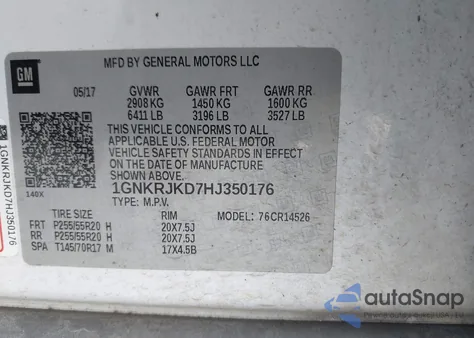 MFD BY GENERAL MOTORS LLC
GM
05/17 GVWR GAWR FRT GAWR RR
2908 KG 1450 KG 1600 KG
6411 LB 3196 LB 3527 LB
THIS VEHICLE CONFORMS TO ALL
APPLICABLE U.S. FEDERAL MOTOR
VEHICLE SAFETY STANDARDS IN EFFECT
ON THE DATE OF MANUFACTURE
SHOWN ABOVE.
1GNKRJKD7HJ350176
140X
TYPE: M.P.V.
TIRE SIZE RIM MODEL: 76CR14526
FRT P255/55R20 H 20X7.5J
RR P255/55R20 H 20X7.5J
SPA T145/70R17 M 17X4.5B
1GNKRJKD7HJ350176
autoSnap